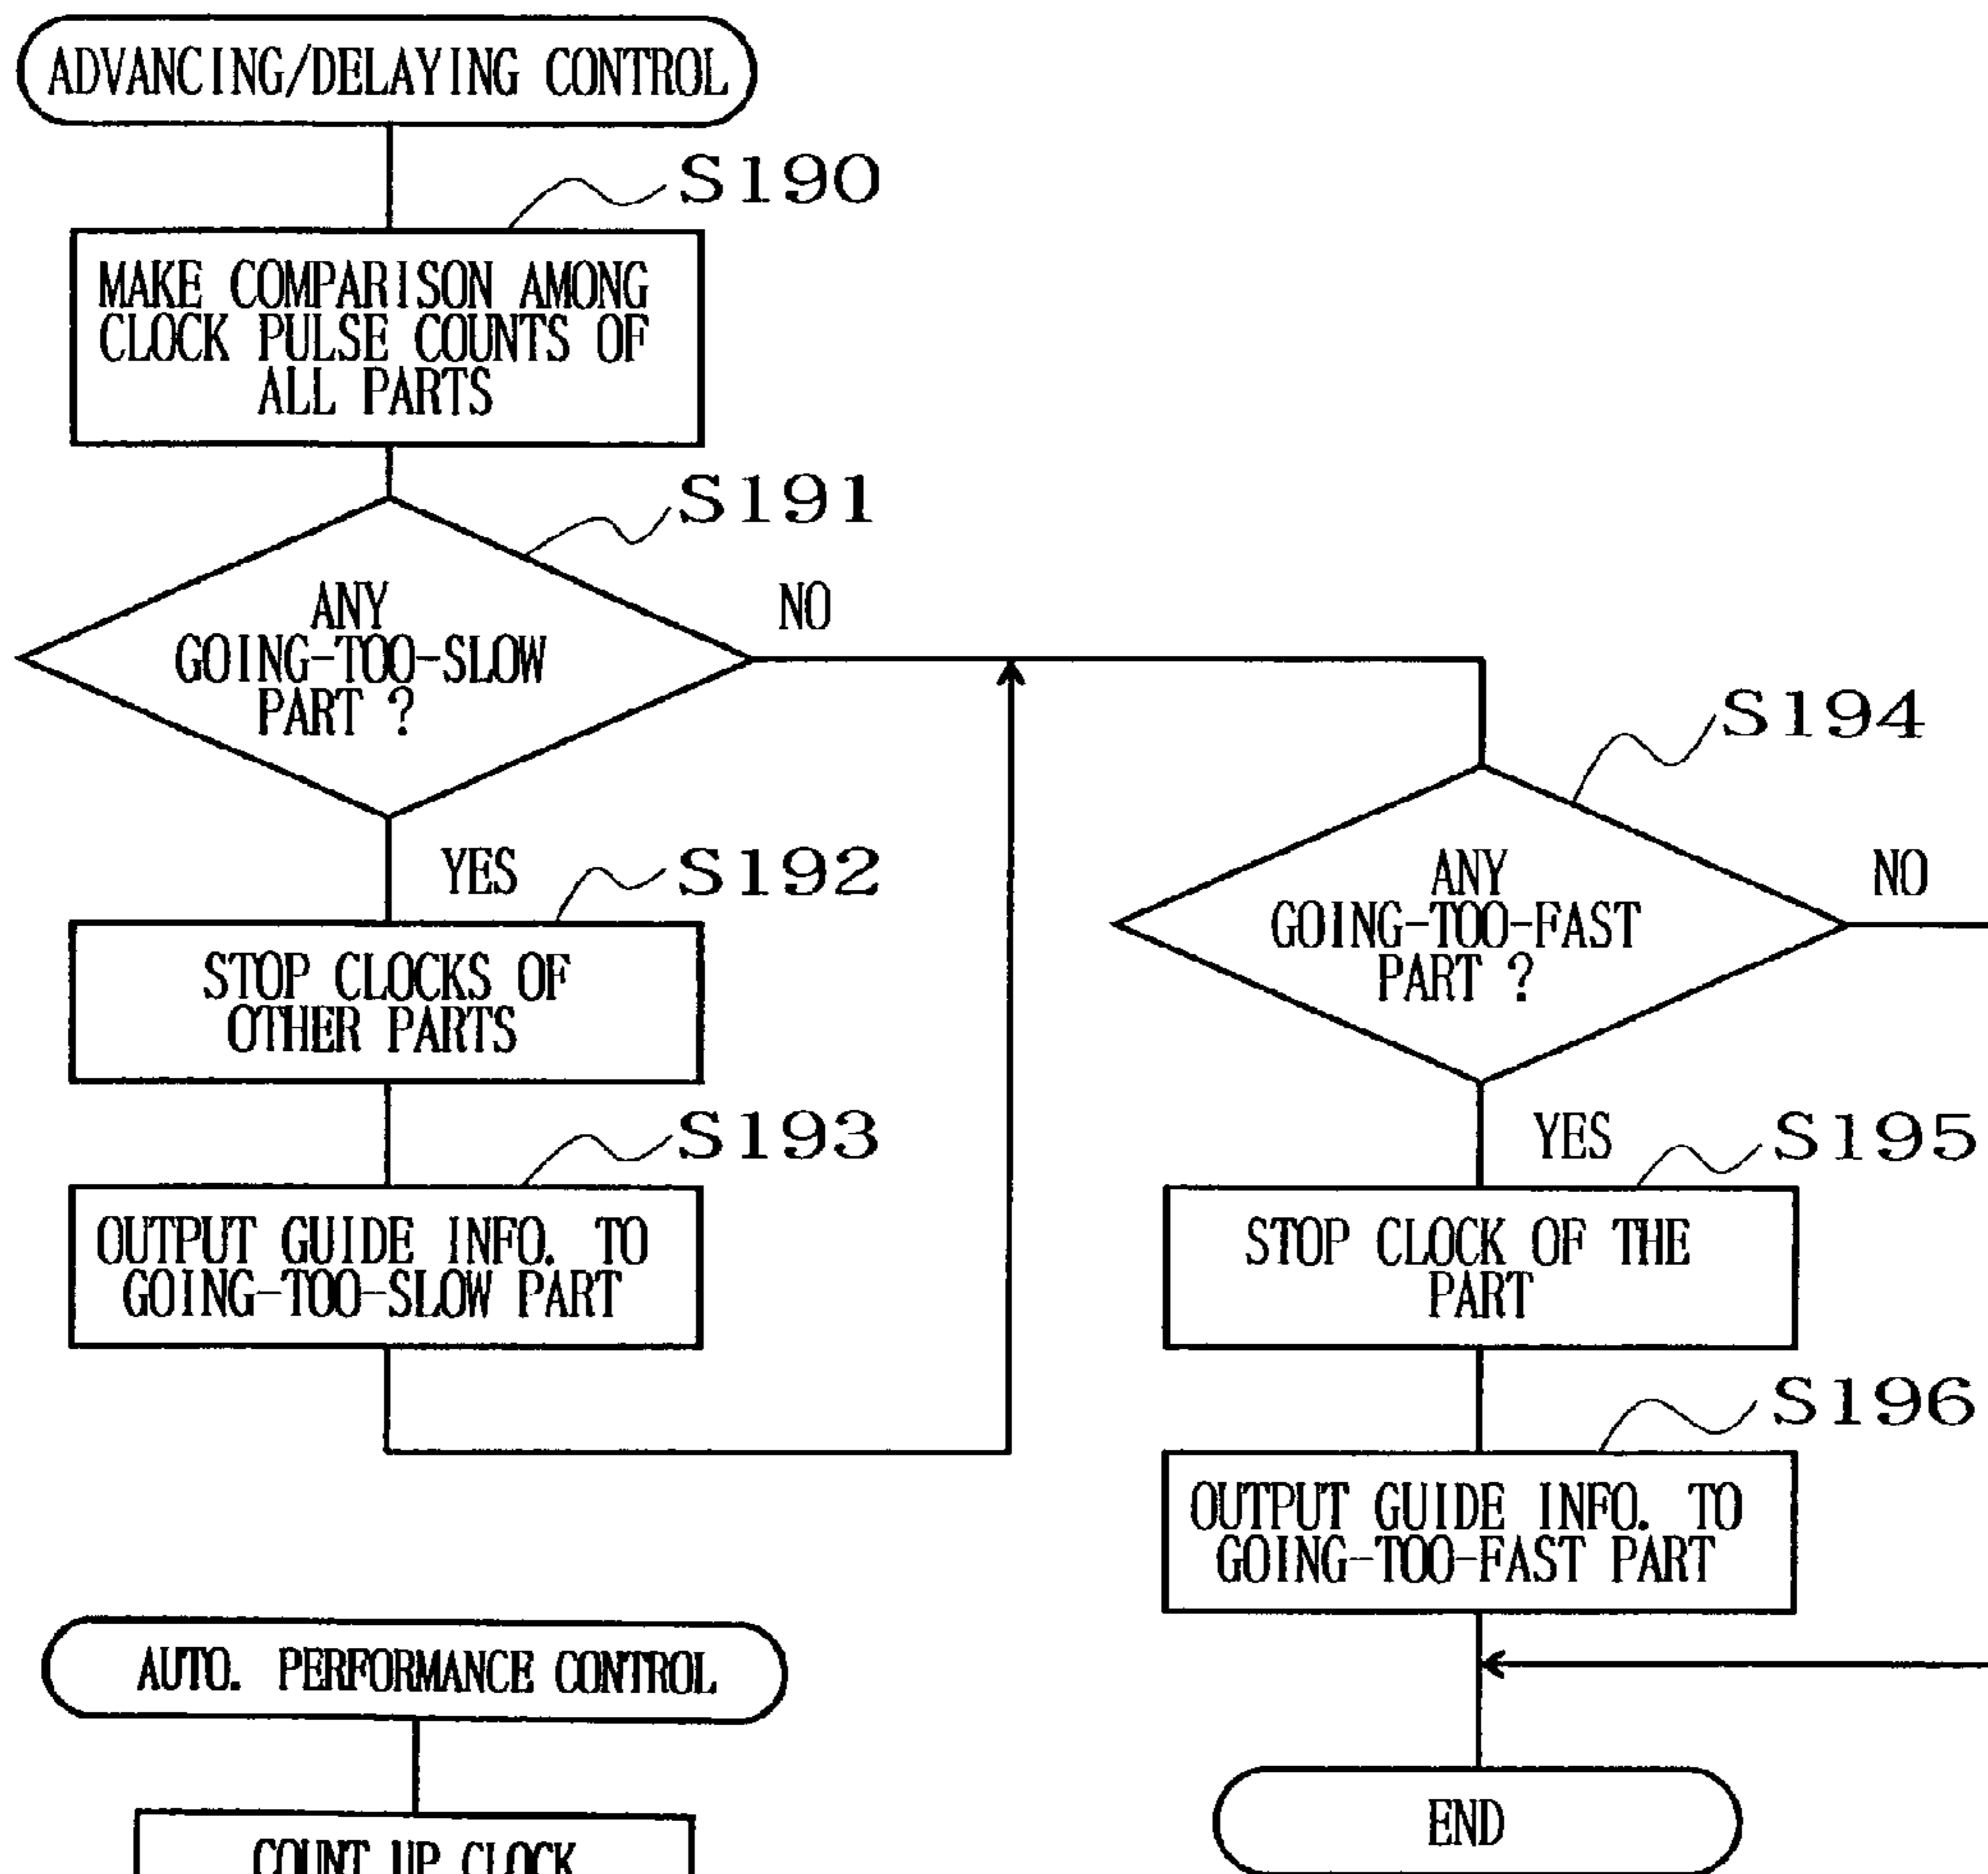 ADVANCING/DELAYING CONTROL
S190
MAKE COMPARISON AMONG
CLOCK PULSE COUNTS OF
ALL PARTS
S191
ANY
GOING-TOO-SLOW
PART ?
NO
YES
S192
STOP CLOCKS OF
OTHER PARTS
S193
OUTPUT GUIDE INFO. TO
GOING-TOO-SLOW PART
S194
ANY
GOING-TOO-FAST
PART ?
NO
YES
S195
STOP CLOCK OF THE
PART
S196
OUTPUT GUIDE INFO. TO
GOING-TOO-FAST PART
END
AUTO. PERFORMANCE CONTROL
COUNT UP CLOCK